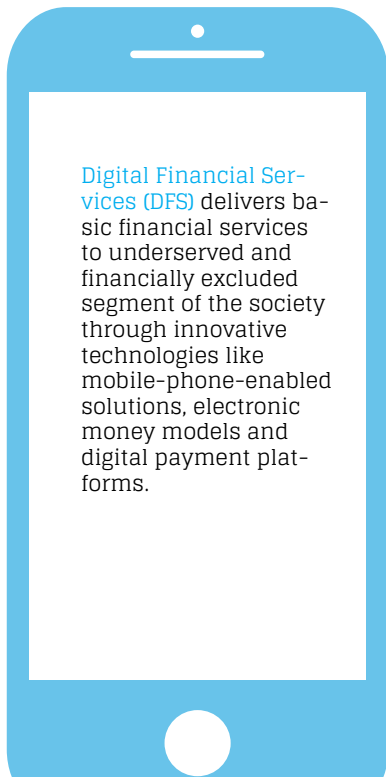 Digital Financial Ser-
vices (DFS) delivers ba-
sic financial services
to underserved and
financially excluded
segment of the society
through innovative
technologies like
mobile-phone-enabled
solutions, electronic
money models and
digital payment plat-
forms.